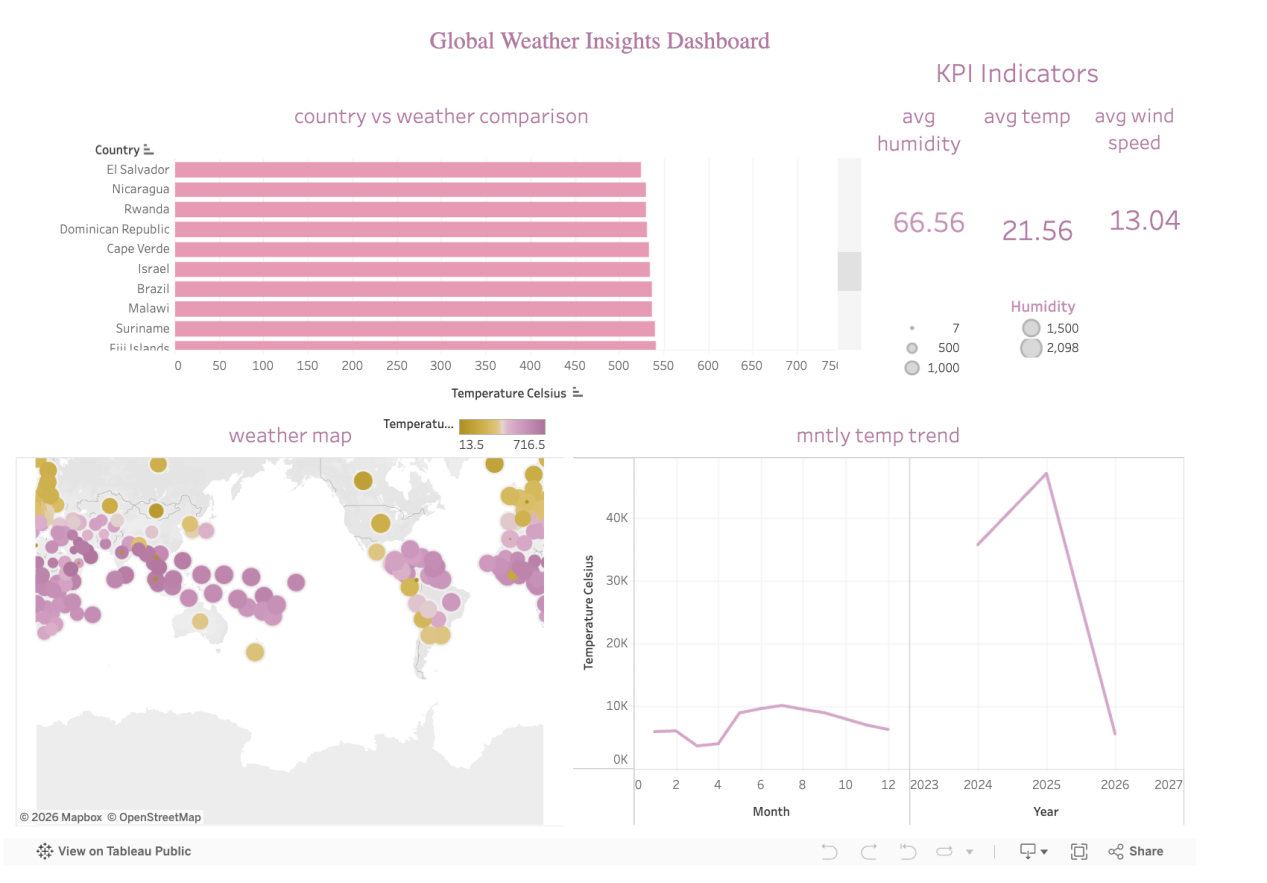 Global Weather Insights Dashboard
KPI Indicators
country vs weather comparison
avg humidity
avg temp
avg wind speed
Country
El Salvador
Nicaragua
Rwanda
Dominican Republic
Cape Verde
Israel
Brazil
Malawi
Suriname
Fiji Islands
0 50 100 150 200 250 300 350 400 450 500 550 600 650 700 750
Temperature Celsius
66.56
21.56
13.04
Humidity
7
500
1,000
1,500
2,098
weather map
Temperatu...
13.5 716.5
© 2026 Mapbox © OpenStreetMap
mntly temp trend
Temperature Celsius
40K
30K
20K
10K
0K
0 2 4 6 8 10 12
Month
2023 2024 2025 2026 2027
Year
View on Tableau Public
Share